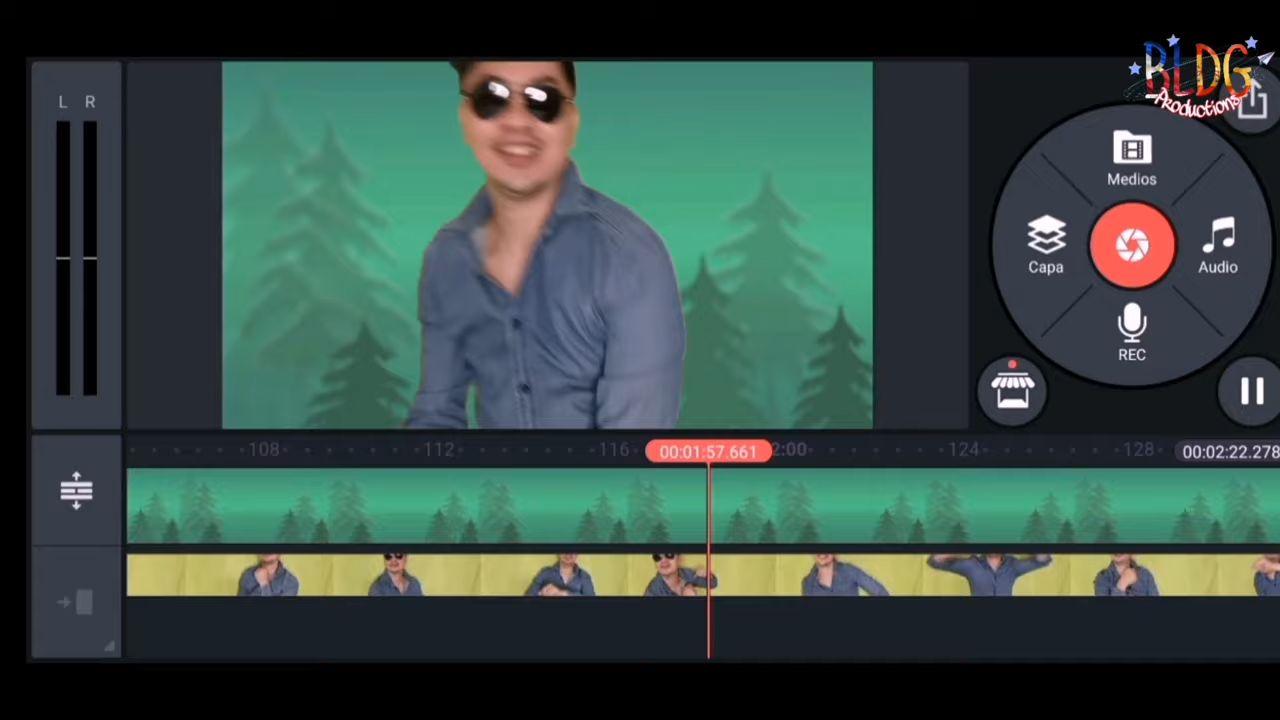 BLDG
Productions
L R
Medios
Capa
Audio
REC
108 112 116 00:01:57.661 2:00 124 128 00:02:22.278